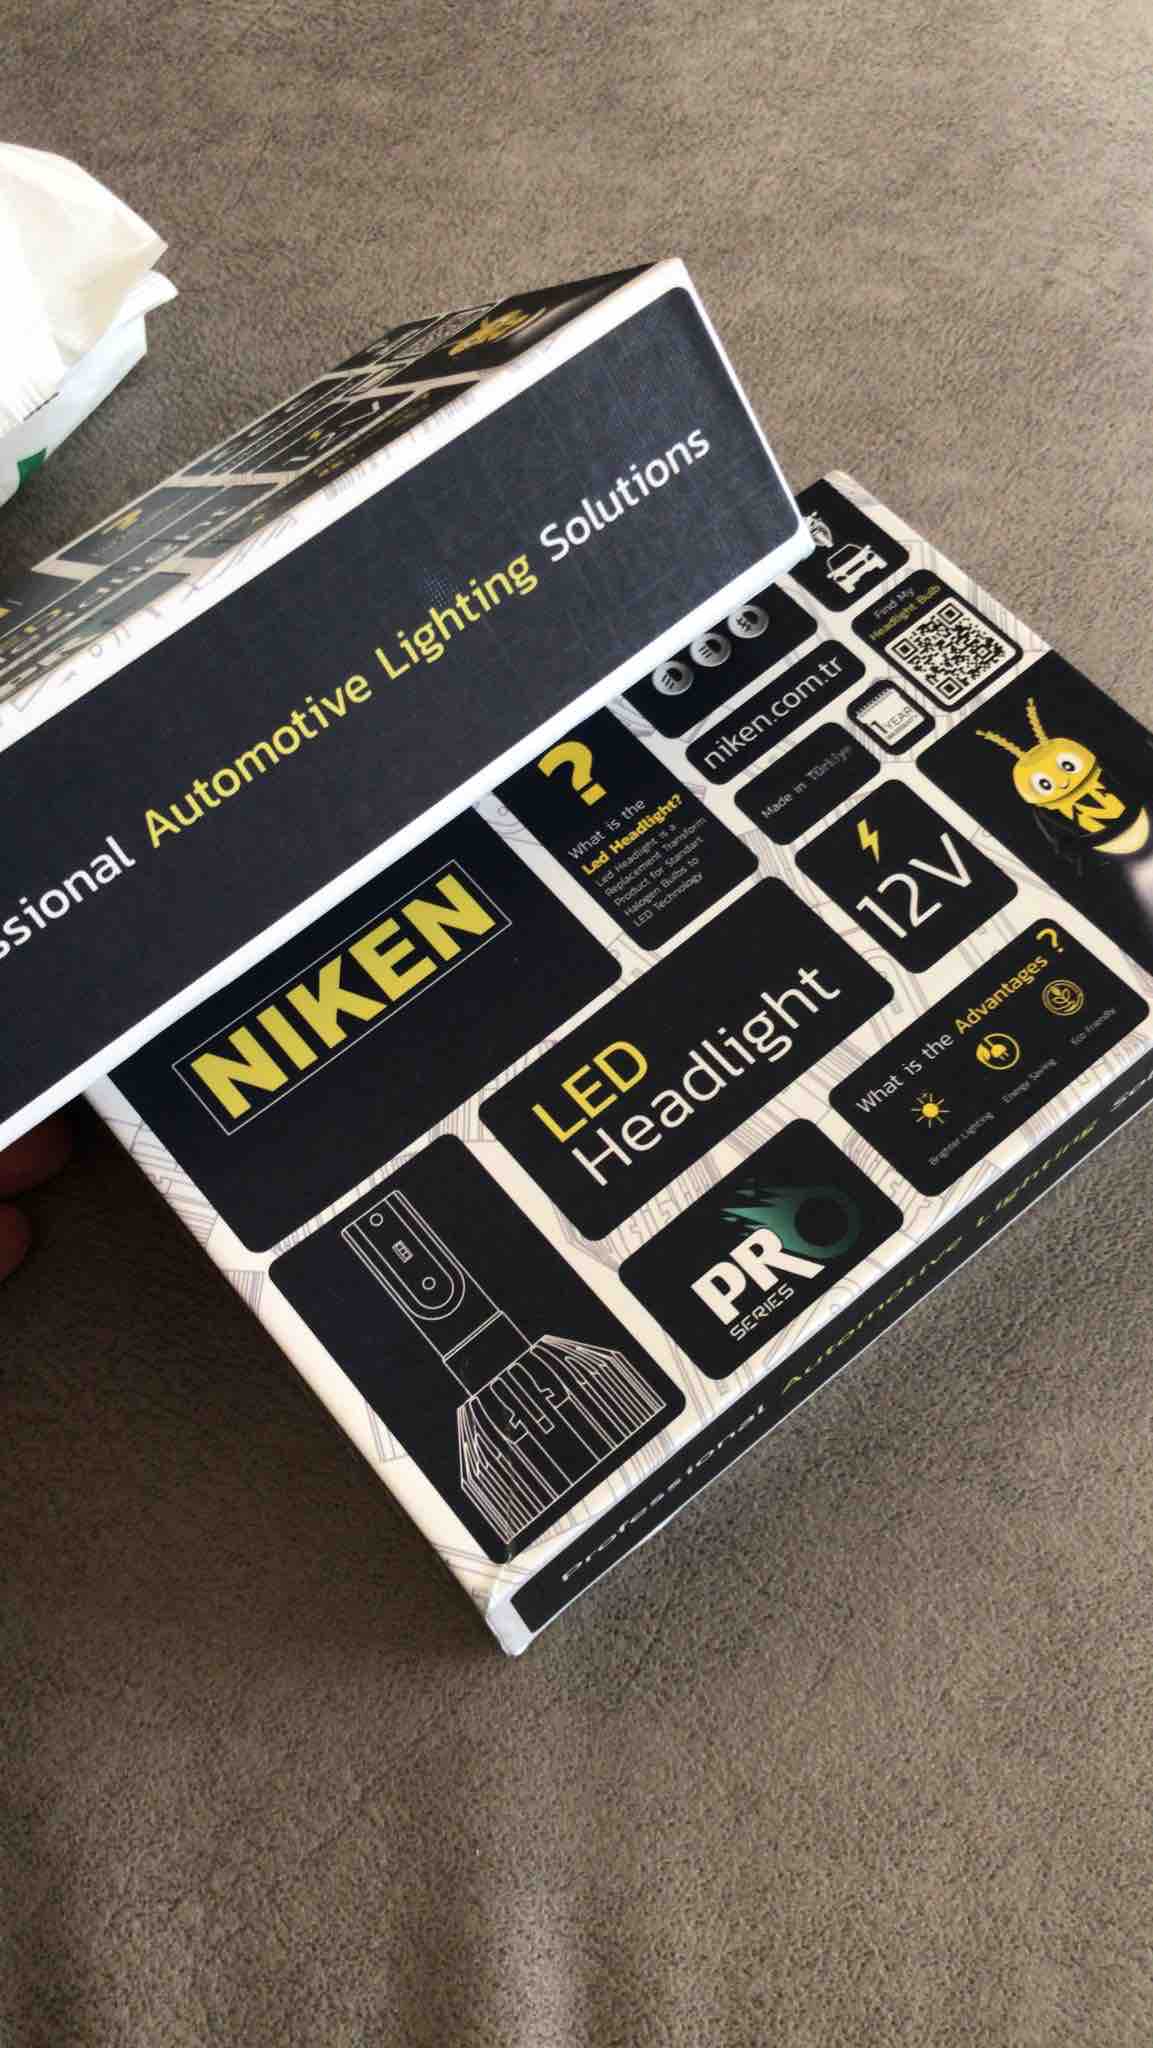 Automotive Lighting Solutions
Find My
Headlight Bulb
niken.com.tr
1 YEAR
Made in Türkiye
?
What is the
Led Headlight?
Led Headlight is a
Replacement Transform
Product for Standart
Halogen Bulbs to
LED Technology
12V
NIKEN
LED
Headlight
What is the Advantages ?
Brighter Lighting
Energy Saving
Eco Friendly
PRO
SERIES
Professional Automotive Lighting